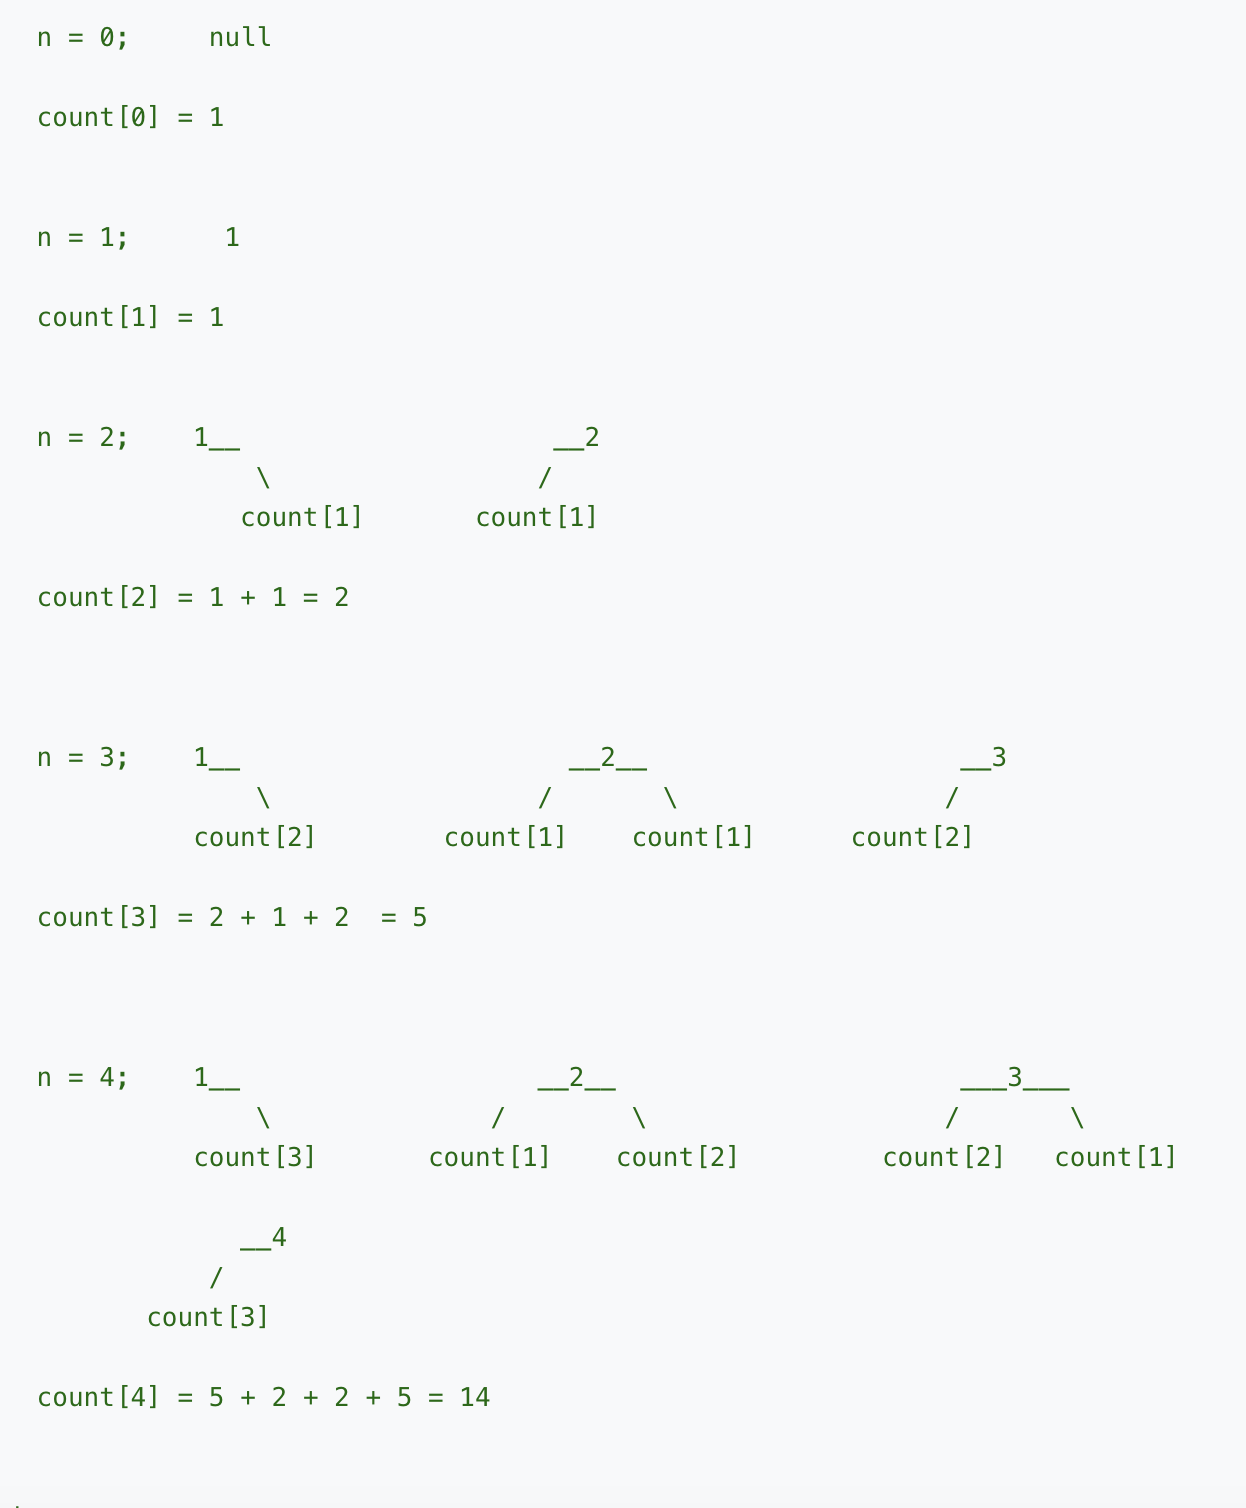 n = 0;     null
count[0] = 1
n = 1;      1
count[1] = 1
n = 2;    1__                    __2
              \                 /
             count[1]       count[1]
count[2] = 1 + 1 = 2
n = 3;    1__                     __2__                    __3
              \                 /       \                 /
          count[2]        count[1]    count[1]      count[2]
count[3] = 2 + 1 + 2  = 5
n = 4;    1__                   __2__                      ___3___
              \              /        \                   /       \
          count[3]       count[1]    count[2]         count[2]   count[1]
             __4
           /
       count[3]
count[4] = 5 + 2 + 2 + 5 = 14